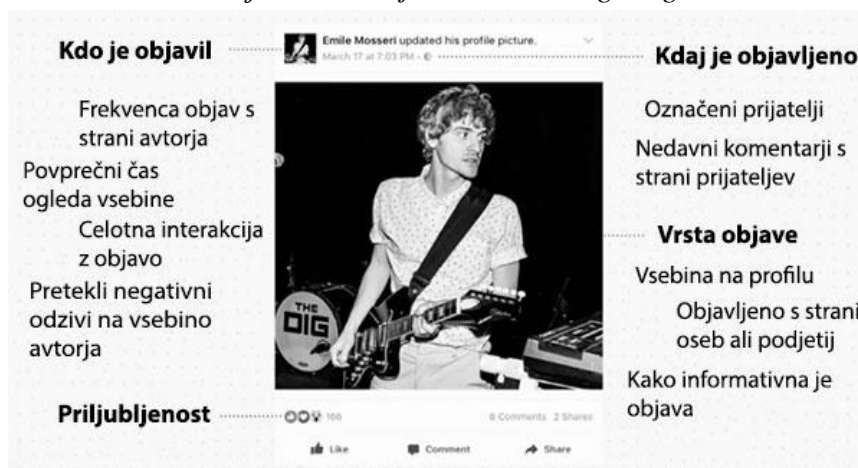 Kdo je objavil
Frekvenca objav s
strani avtorja
Povprečni čas
ogleda vsebine
Celotna interakcija
z objavo
Pretekli negativni
odzivi na vsebino
avtorja
Priljubljenost
Emile Mosseri updated his profile picture.
March 17 at 7:03 PM
THE
DIG
166
6 Comments 2 Shares
Like Comment Share
Kdaj je objavljeno
Označeni prijatelji
Nedavni komentarji s
strani prijateljev
Vrsta objave
Vsebina na profilu
Objavljeno s strani
oseb ali podjetij
Kako informativna je
objava